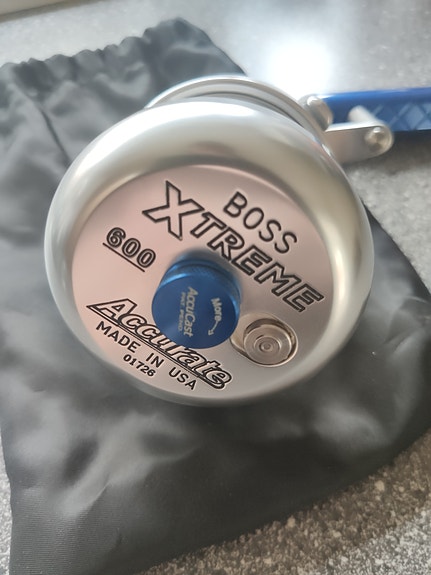 BOSS
XTREME
600
More
AccuCast
Accurate
MADE IN USA
01726